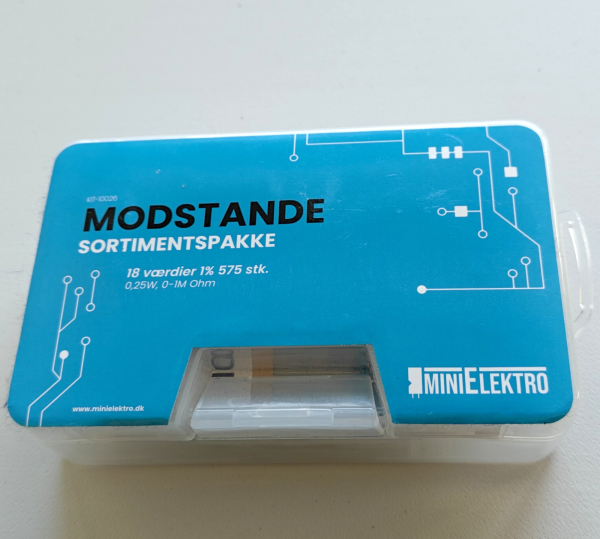 MODSTANDE
SORTIMENTSPAKKE
18 værdier 1% 575 stk.
0,25W, 0-1M Ohm
MINIELEKTRO
www.minielektro.dk